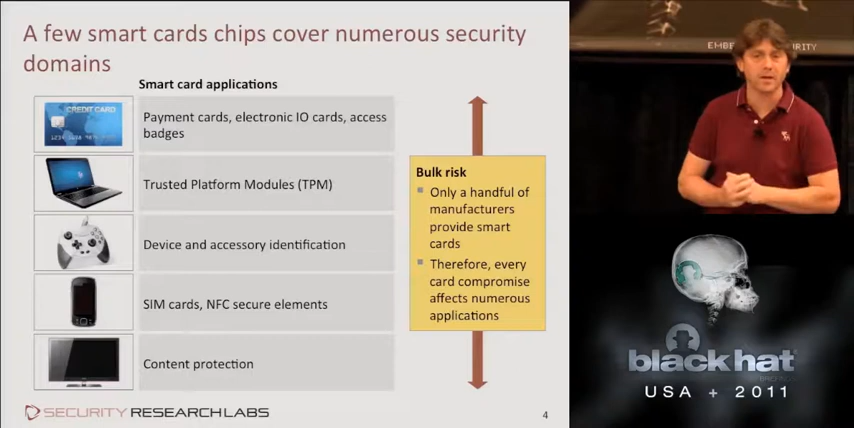 A few smart cards chips cover numerous security
domains
Smart card applications
CREDIT CARD
Payment cards, electronic IO cards, access
badges
Trusted Platform Modules (TPM)
Device and accessory identification
SIM cards, NFC secure elements
Content protection
Bulk risk
Only a handful of
manufacturers
provide smart
cards
Therefore, every
card compromise
affects numerous
applications
SECURITY RESEARCH LABS
4
black hat
USA + 2011